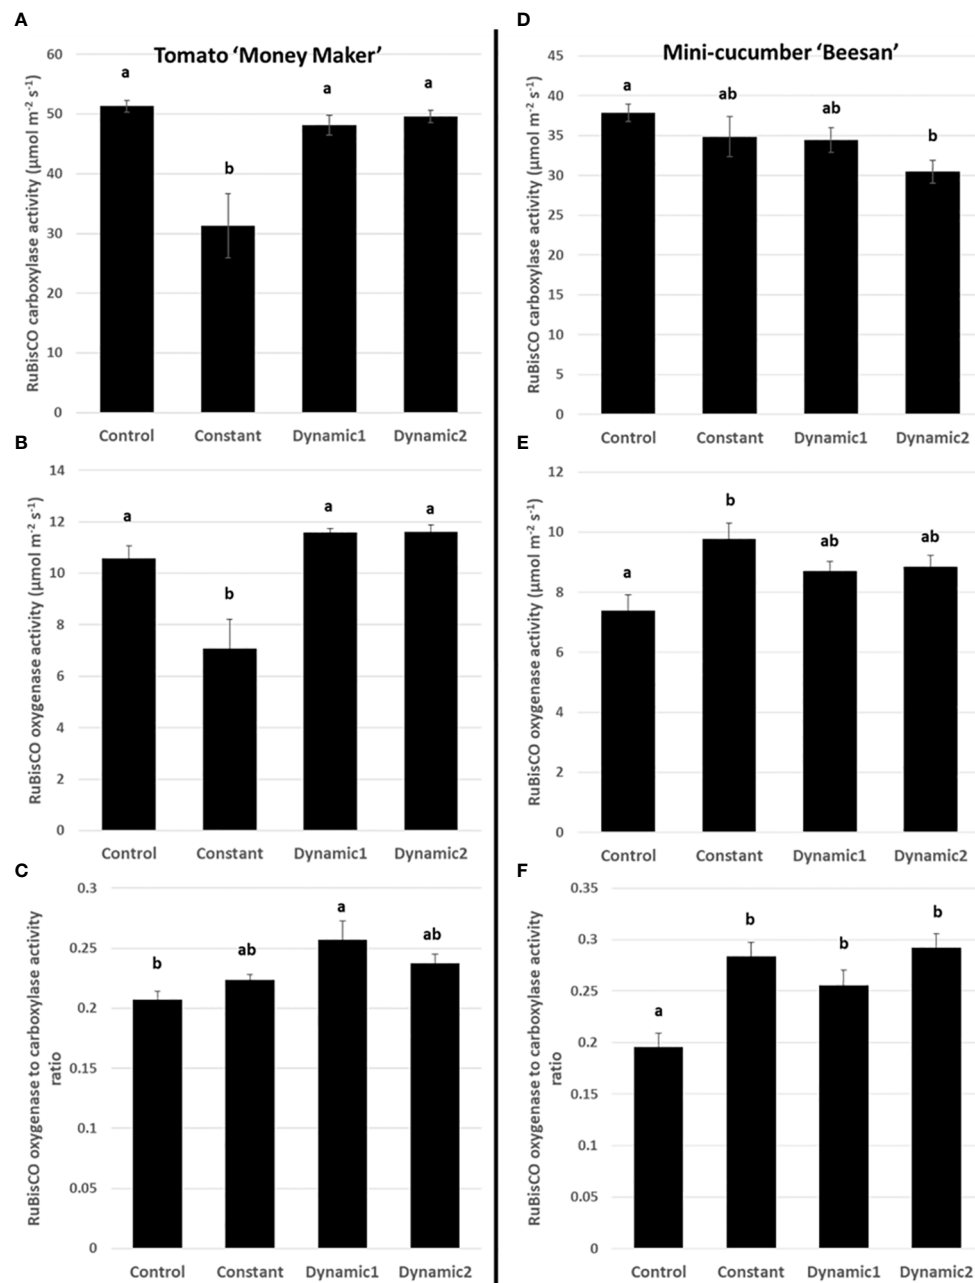 A
Tomato ‘Money Maker’
RuBisCO carboxylase activity (μmol m⁻² s⁻¹)
60
50
40
30
20
10
0
a
b
a
a
Control Constant Dynamic1 Dynamic2
B
RuBisCO oxygenase activity (μmol m⁻² s⁻¹)
14
12
10
8
6
4
2
0
a
b
a
a
Control Constant Dynamic1 Dynamic2
C
RuBisCO oxygenase to carboxylase activity
ratio
0.3
0.25
0.2
0.15
0.1
0.05
0
b
ab
a
ab
Control Constant Dynamic1 Dynamic2
D
Mini-cucumber ‘Beesan’
RuBisCO carboxylase activity (μmol m⁻² s⁻¹)
45
40
35
30
25
20
15
10
5
0
a
ab
ab
b
Control Constant Dynamic1 Dynamic2
E
RuBisCO oxygenase activity (μmol m⁻² s⁻¹)
12
10
8
6
4
2
0
a
b
ab
ab
Control Constant Dynamic1 Dynamic2
F
RuBisCO oxygenase to carboxylase activity
ratio
0.35
0.3
0.25
0.2
0.15
0.1
0.05
0
a
b
b
b
Control Constant Dynamic1 Dynamic2